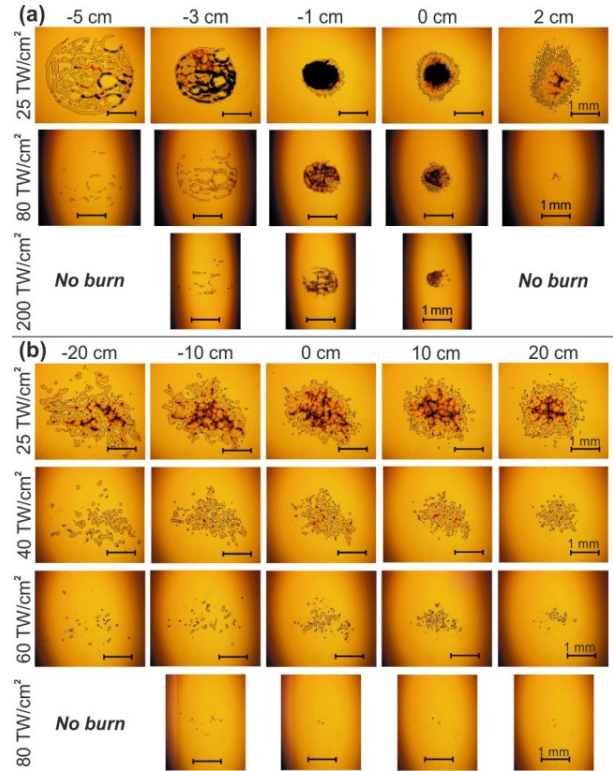 (a) -5 cm -3 cm -1 cm 0 cm 2 cm
25 TW/cm²
1 mm
80 TW/cm²
1 mm
200 TW/cm²
No burn
1 mm
No burn
(b) -20 cm -10 cm 0 cm 10 cm 20 cm
25 TW/cm²
1 mm
40 TW/cm²
1 mm
60 TW/cm²
1 mm
80 TW/cm²
No burn
1 mm